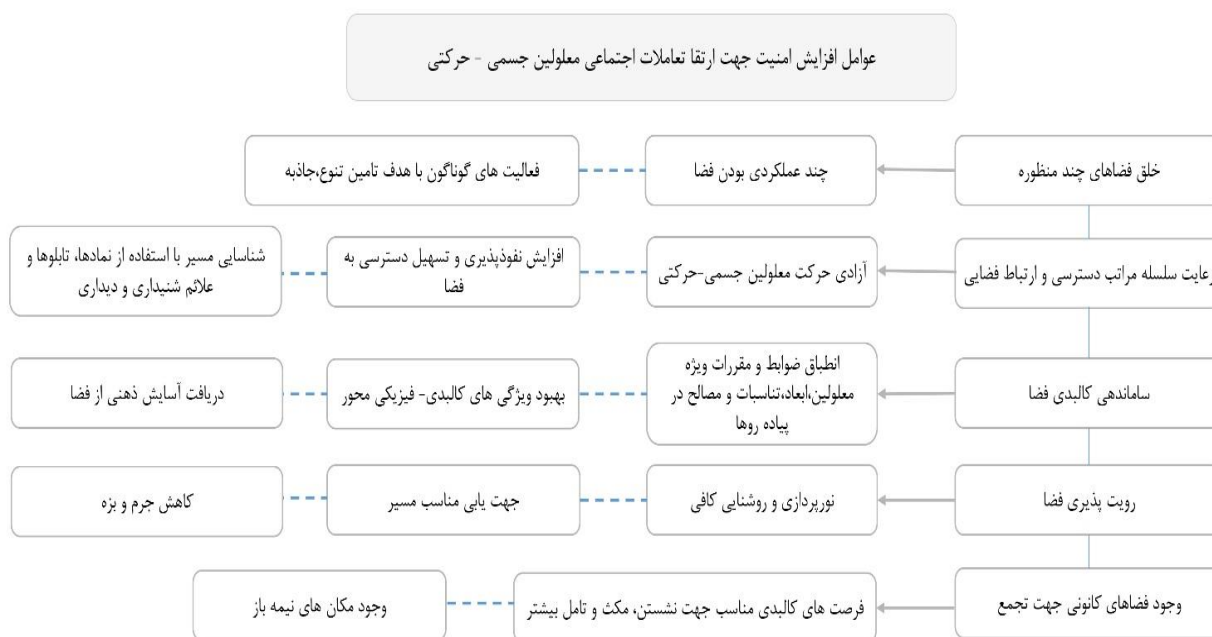 عوامل افزایش امنیت جهت ارتقا تعاملات اجتماعی معلولین جسمی - حرکتی
خلق فضاهای چند منظوره
چند عملکردی بودن فضا
فعالیت های گوناگون با هدف تامین تنوع،جاذبه
رعایت سلسله مراتب دسترسی و ارتباط فضایی
آزادی حرکت معلولین جسمی-حرکتی
افزایش نفوذپذیری و تسهیل دسترسی به
فضا
شناسایی مسیر با استفاده از نمادها، تابلوها و
علائم شنیداری و دیداری
ساماندهی کالبدی فضا
انطباق ضوابط و مقررات ویژه
معلولین،ابعاد،تناسبات و مصالح در
پیاده روها
بهبود ویژگی های کالبدی- فیزیکی محور
دریافت آسایش ذهنی از فضا
رویت پذیری فضا
نورپردازی و روشنایی کافی
جهت یابی مناسب مسیر
کاهش جرم و بزه
وجود فضاهای کانونی جهت تجمع
فرصت های کالبدی مناسب جهت نشستن، مکث و تامل بیشتر
وجود مکان های نیمه باز